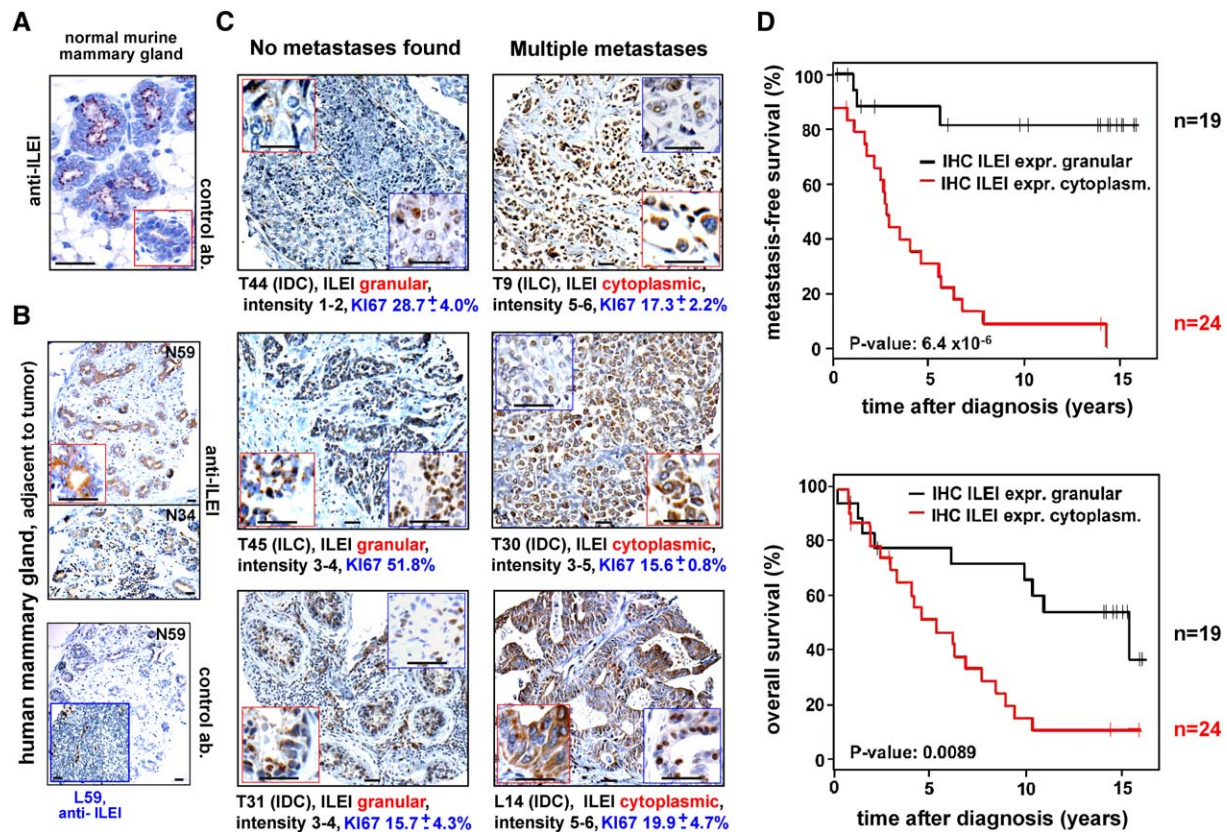 A
normal murine
mammary gland
anti-ILEI
control ab.
B
human mammary gland, adjacent to tumor)
N59
N34
anti-ILEI
N59
control ab.
L59,
anti- ILEI
C
No metastases found
Multiple metastases
T44 (IDC), ILEI granular,
intensity 1-2, KI67 28.7 ± 4.0%
T9 (ILC), ILEI cytoplasmic,
intensity 5-6, KI67 17.3 ± 2.2%
T45 (ILC), ILEI granular,
intensity 3-4, KI67 51.8%
T30 (IDC), ILEI cytoplasmic,
intensity 3-5, KI67 15.6 ± 0.8%
T31 (IDC), ILEI granular,
intensity 3-4, KI67 15.7 ± 4.3%
L14 (IDC), ILEI cytoplasmic,
intensity 5-6, KI67 19.9 ± 4.7%
D
metastasis-free survival (%)
100
80
60
40
20
0
IHC ILEI expr. granular
IHC ILEI expr. cytoplasm.
P-value: 6.4 x10⁻⁶
n=19
n=24
0 5 10 15
time after diagnosis (years)
overall survival (%)
100
80
60
40
20
0
IHC ILEI expr. granular
IHC ILEI expr. cytoplasm.
P-value: 0.0089
n=19
n=24
0 5 10 15
time after diagnosis (years)